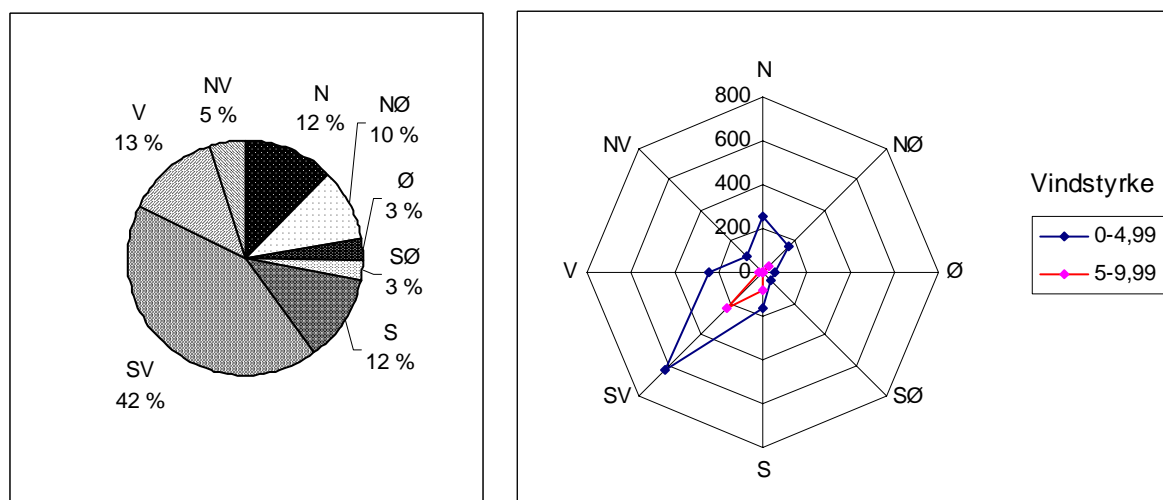 NV
5 %
N
12 %
NØ
10 %
V
13 %
Ø
3 %
SØ
3 %
S
12 %
SV
42 %
N
800
NV
NØ
600
400
200
0
V
Ø
SV
SØ
S
Vindstyrke
0-4,99
5-9,99